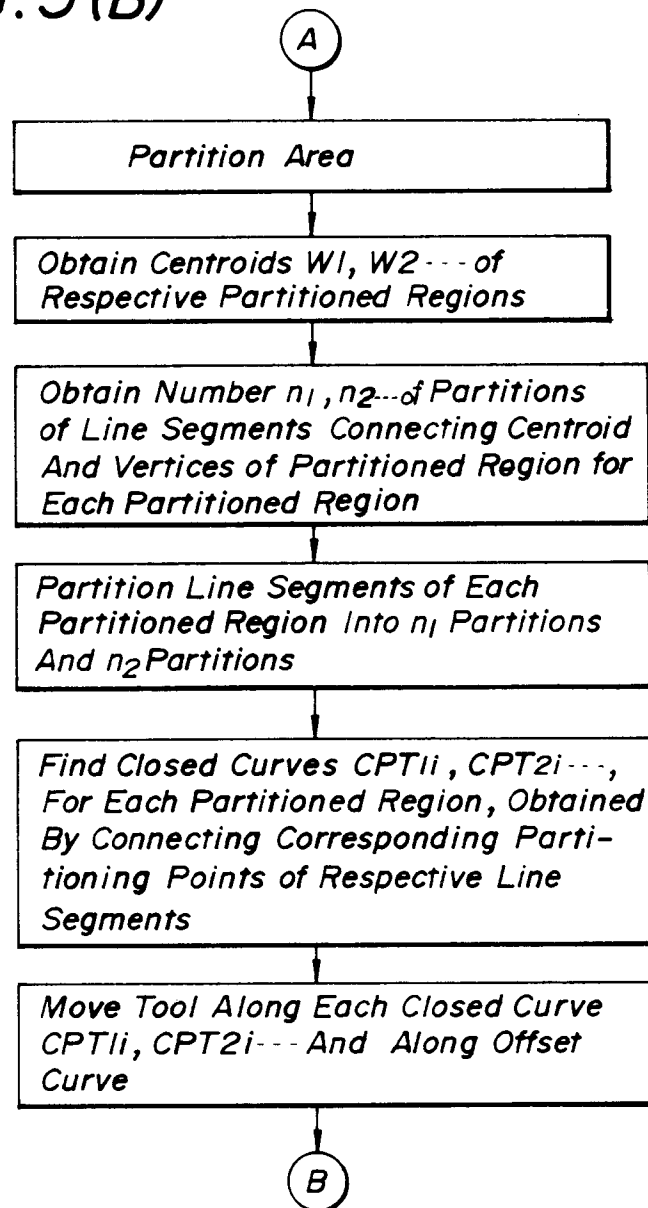 . 5 (B)
A
Partition Area
Obtain Centroids W1, W2--- of
Respective Partitioned Regions
Obtain Number n1, n2---of Partitions
of Line Segments Connecting Centroid
And Vertices of Partitioned Region for
Each Partitioned Region
Partition Line Segments of Each
Partitioned Region Into n1 Partitions
And n2 Partitions
Find Closed Curves CPT1i, CPT2i---,
For Each Partitioned Region, Obtained
By Connecting Corresponding Parti-
tioning Points of Respective Line
Segments
Move Tool Along Each Closed Curve
CPT1i, CPT2i--- And Along Offset
Curve
B